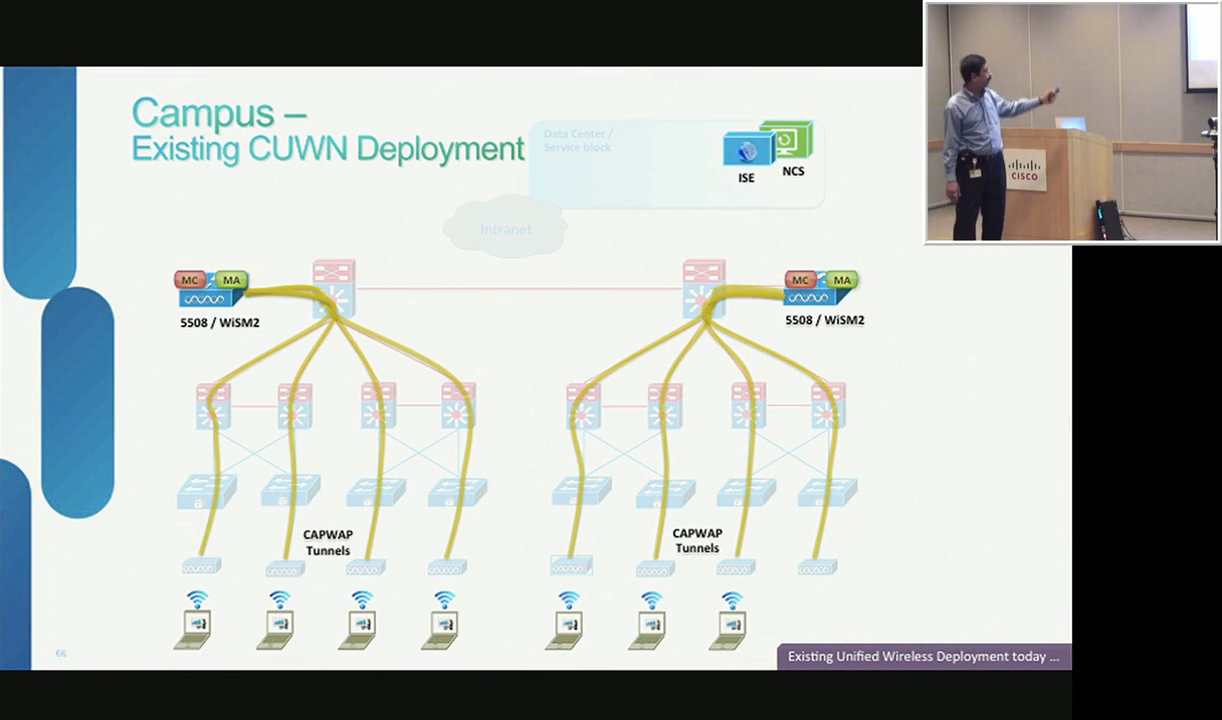 Campus –
Existing CUWN Deployment
Data Center /
Service block
ISE
NCS
CISCO
Intranet
MC
MA
5508 / WiSM2
MC
MA
5508 / WiSM2
CAPWAP
Tunnels
CAPWAP
Tunnels
66
Existing Unified Wireless Deployment today ...